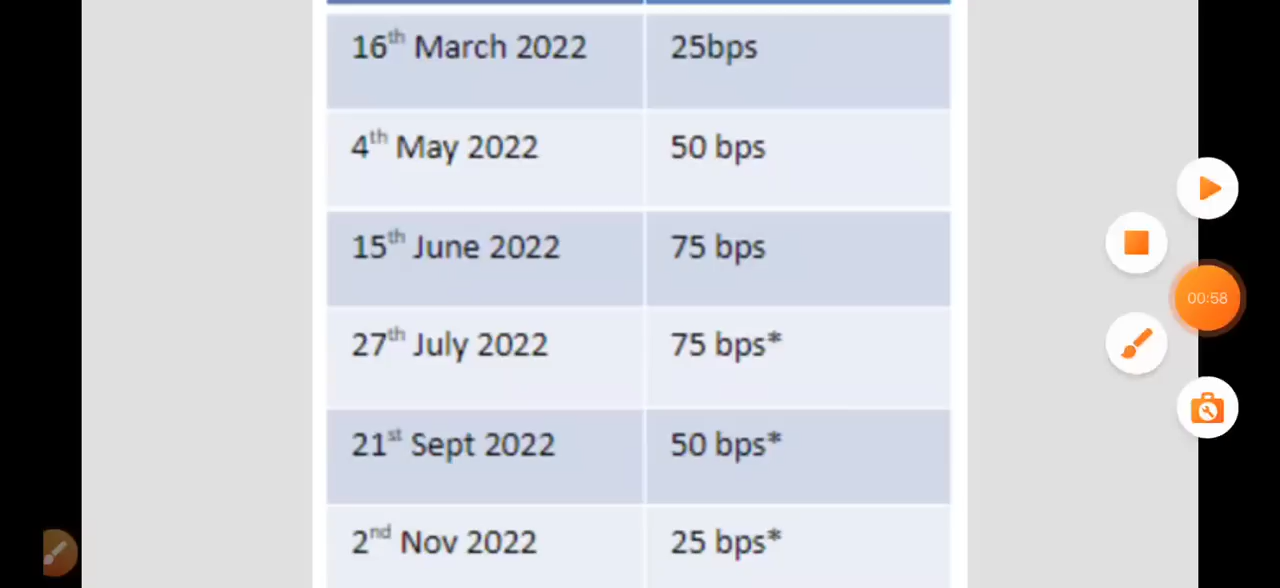 16th March 2022 25bps
4th May 2022 50 bps
15th June 2022 75 bps
27th July 2022 75 bps*
21st Sept 2022 50 bps*
2nd Nov 2022 25 bps*
00:58